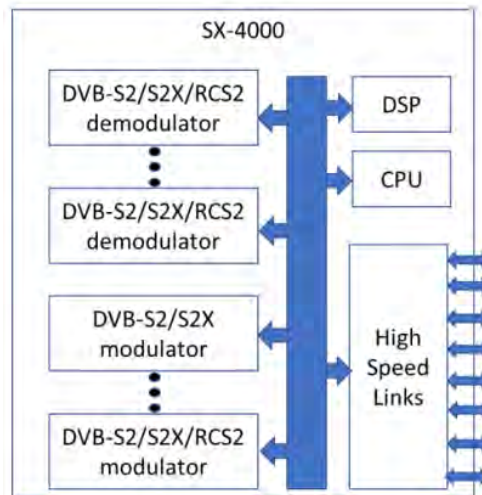 SX-4000
DVB-S2/S2X/RCS2
demodulator
DVB-S2/S2X/RCS2
demodulator
DVB-S2/S2X
modulator
DVB-S2/S2X/RCS2
modulator
DSP
CPU
High
Speed
Links